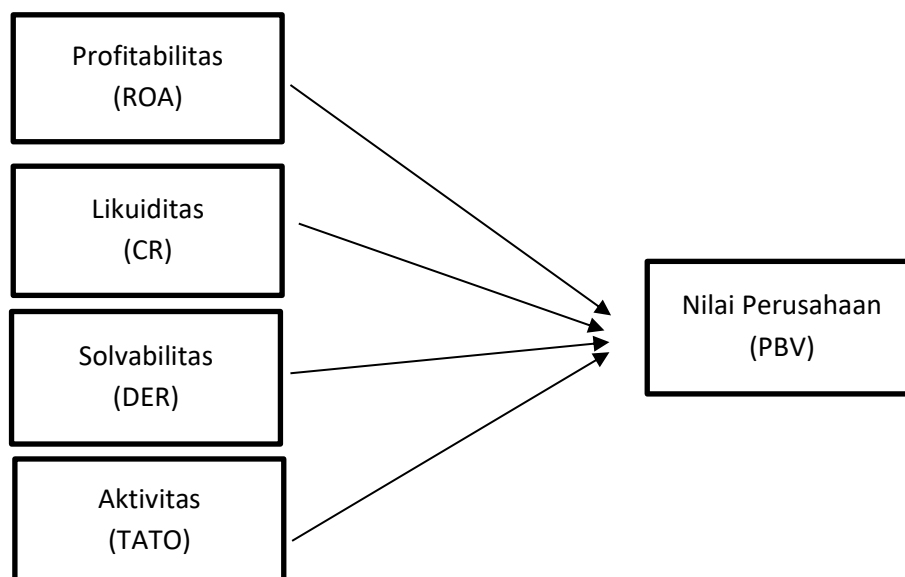 Profitabilitas
(ROA)
Likuiditas
(CR)
Solvabilitas
(DER)
Aktivitas
(TATO)
Nilai Perusahaan
(PBV)